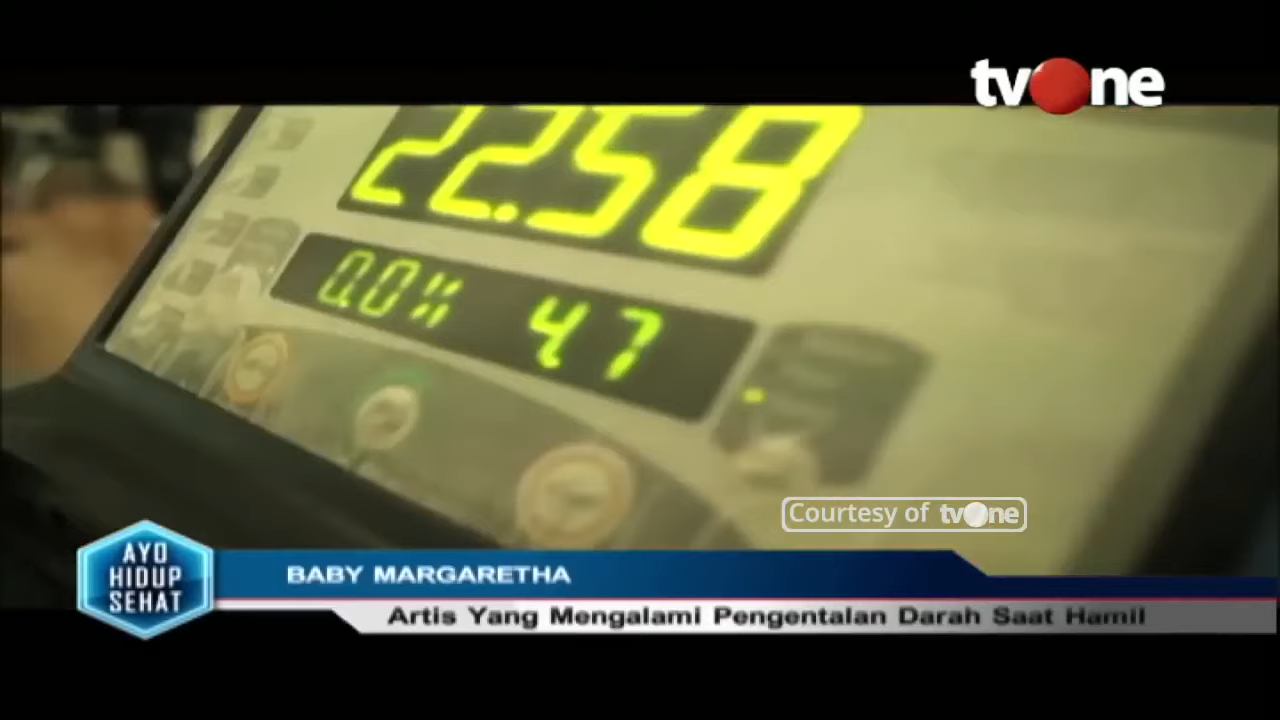 tvOne
22.58
0.0% 4.7
Courtesy of tvOne
AYO
HIDUP
SEHAT
BABY MARGARETHA
Artis Yang Mengalami Pengentalan Darah Saat Hamil